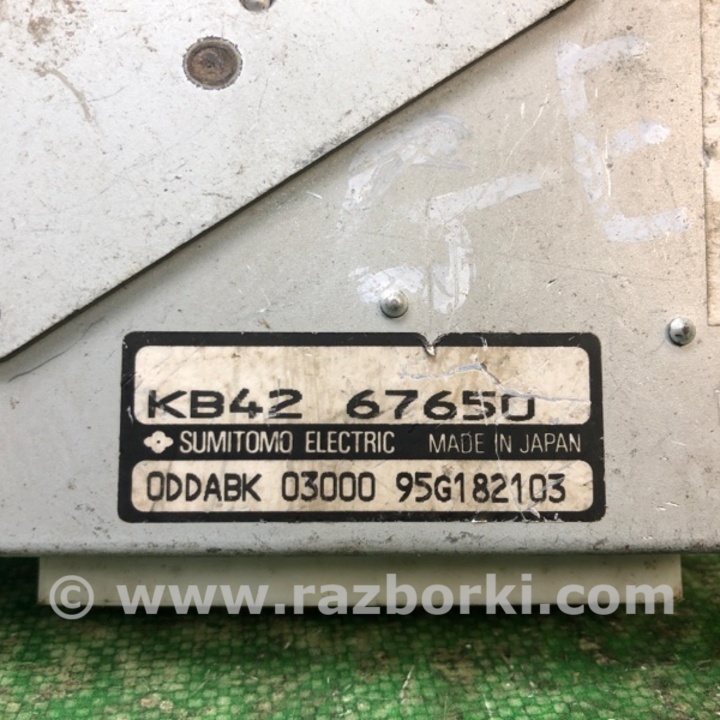 KB42 67650
SUMITOMO ELECTRIC MADE IN JAPAN
ODDABK 03000 95G182103
© www.razborki.com